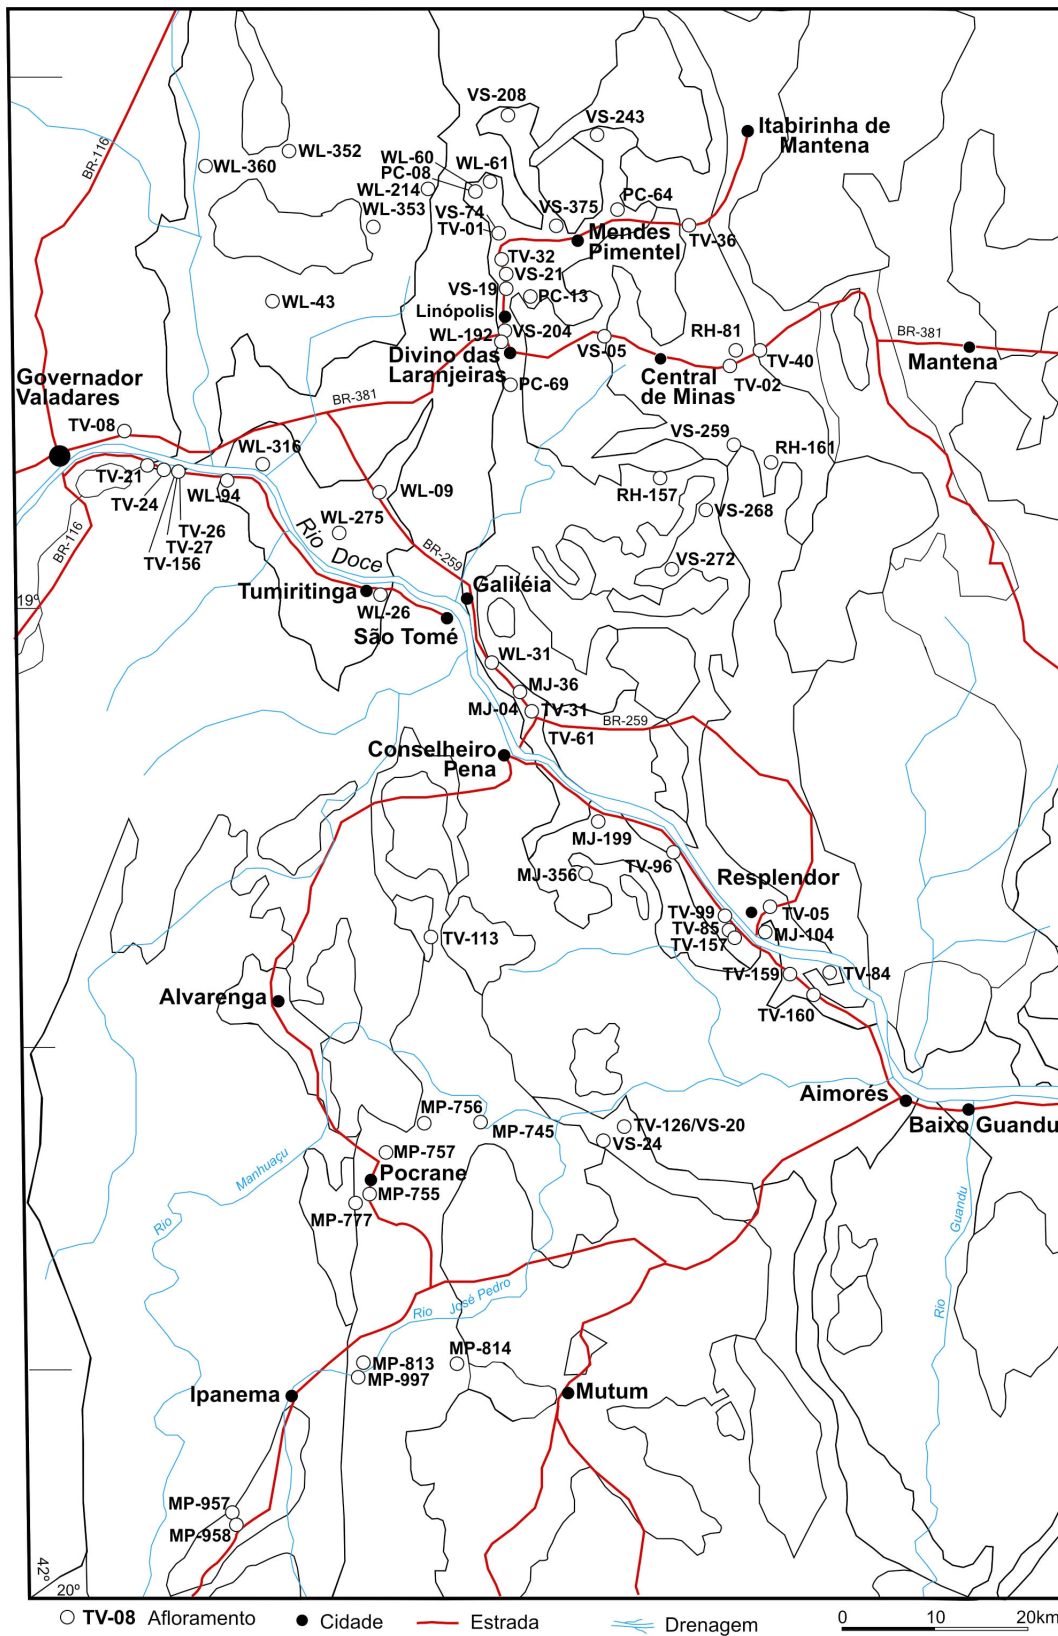 VS-208
VS-243
Itabirinha de
Mantena
BR-116
WL-352
WL-360
WL-60
PC-08
WL-61
WL-214
WL-353
PC-64
VS-74
TV-01
VS-375
Mendes
Pimentel
TV-36
TV-32
VS-21
VS-19
PC-13
WL-43
Linópolis
VS-204
WL-192
VS-05
RH-81
TV-40
BR-381
Mantena
Divino das
Laranjeiras
Central
de Minas
TV-02
PC-69
Governador
Valadares
BR-381
TV-08
VS-259
RH-161
WL-316
TV-21
WL-94
WL-09
RH-157
TV-24
VS-268
BR-116
TV-26
TV-27
TV-156
WL-275
Rio Doce
BR-259
VS-272
19º
Tumiritinga
Galiléia
WL-26
São Tomé
WL-31
MJ-36
MJ-04
TV-31
BR-259
TV-61
Conselheiro
Pena
MJ-199
TV-96
MJ-356
Resplendor
TV-99
TV-05
TV-85
MJ-104
TV-157
TV-113
TV-159
TV-84
Alvarenga
TV-160
Aimorés
MP-756
MP-745
TV-126/VS-20
VS-24
Baixo Guandu
MP-757
Manhuaçu
Pocrane
MP-755
MP-777
Rio
Guandu
Rio
José Pedro
Rio
MP-814
MP-813
MP-997
Ipanema
Mutum
MP-957
MP-958
42º
20º
TV-08 Afloramento
Cidade
Estrada
Drenagem
0 10 20km